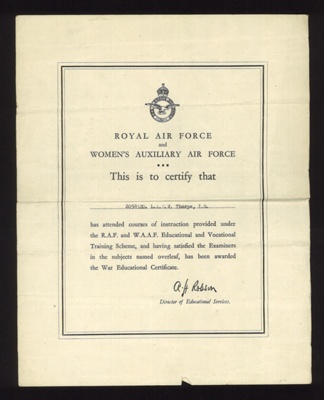 ROYAL AIR FORCE
and
WOMEN'S AUXILIARY AIR FORCE
★★★
This is to certify that
L.A.C.W. Thorpe,
has attended courses of instruction provided under
the R.A.F. and W.A.A.F. Educational and Vocational
Training Scheme, and having satisfied the Examiners
in the subjects named overleaf, has been awarded
the War Educational Certificate.
Director of Educational Services.